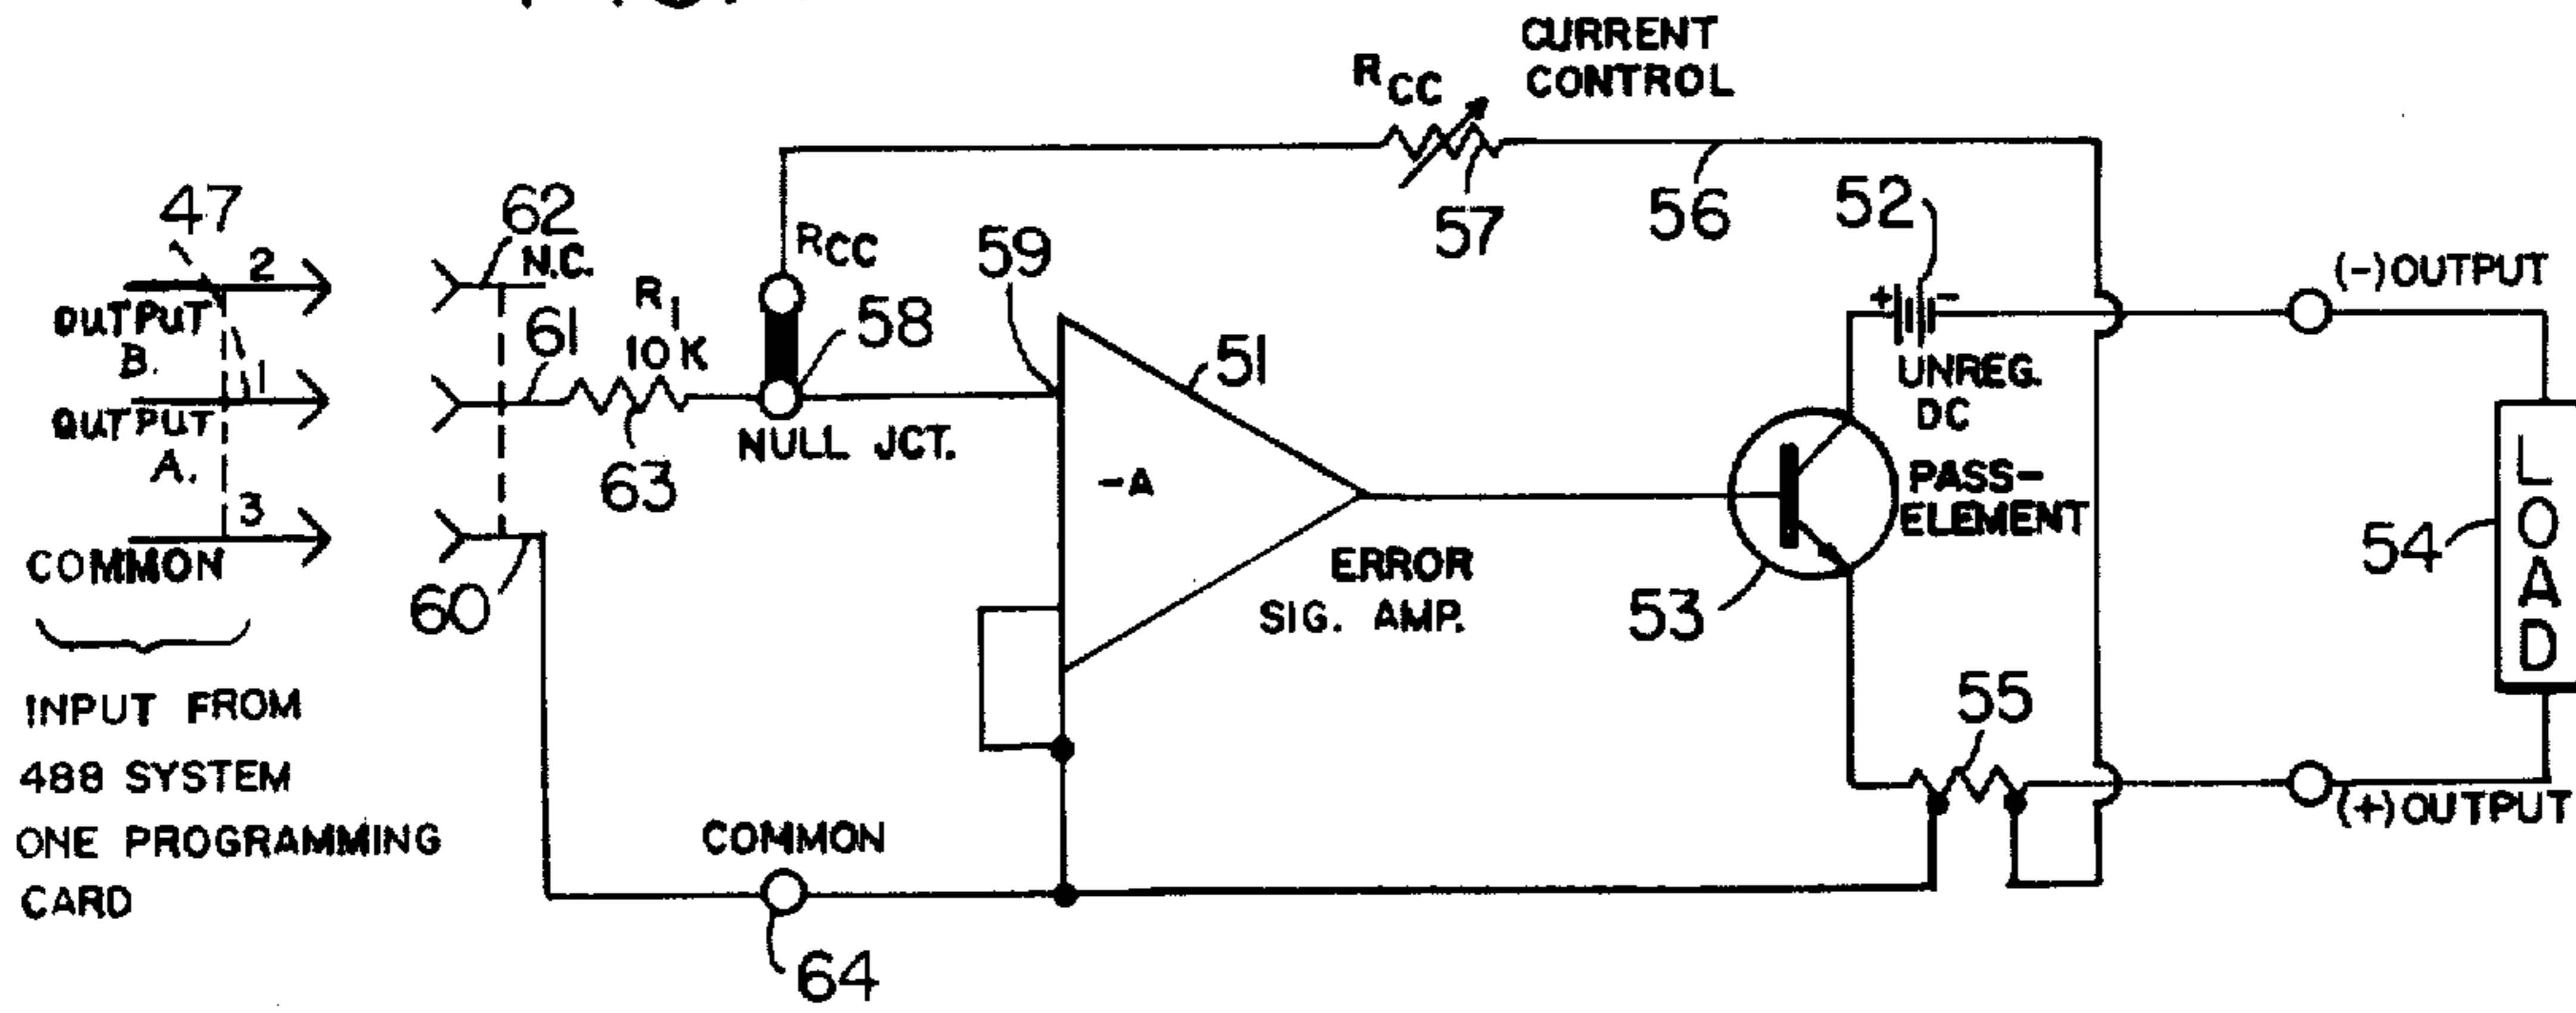 CURRENT
CONTROL
RCC
47
2
OUTPUT
B.
1
OUTPUT
A.
3
COMMON
INPUT FROM
488 SYSTEM
ONE PROGRAMMING
CARD
62
N.C.
61
60
R1
10 K
63
RCC
58
NULL JCT.
59
51
-A
ERROR
SIG. AMP.
COMMON
64
57
56
52
+ -
UNREG.
DC
PASS-
ELEMENT
53
55
(-)OUTPUT
LOAD
54
(+)OUTPUT